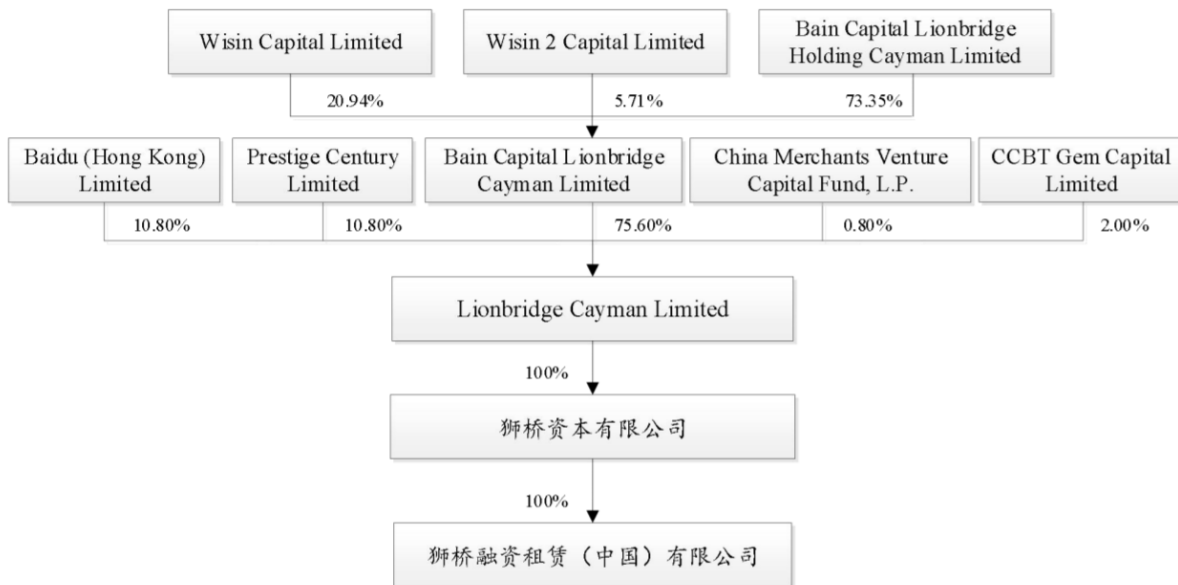 Wisin Capital Limited
Wisin 2 Capital Limited
Bain Capital Lionbridge
Holding Cayman Limited
20.94%
5.71%
73.35%
Baidu (Hong Kong)
Limited
Prestige Century
Limited
Bain Capital Lionbridge
Cayman Limited
China Merchants Venture
Capital Fund, L.P.
CCBT Gem Capital
Limited
10.80%
10.80%
75.60%
0.80%
2.00%
Lionbridge Cayman Limited
100%
狮桥资本有限公司
100%
狮桥融资租赁（中国）有限公司